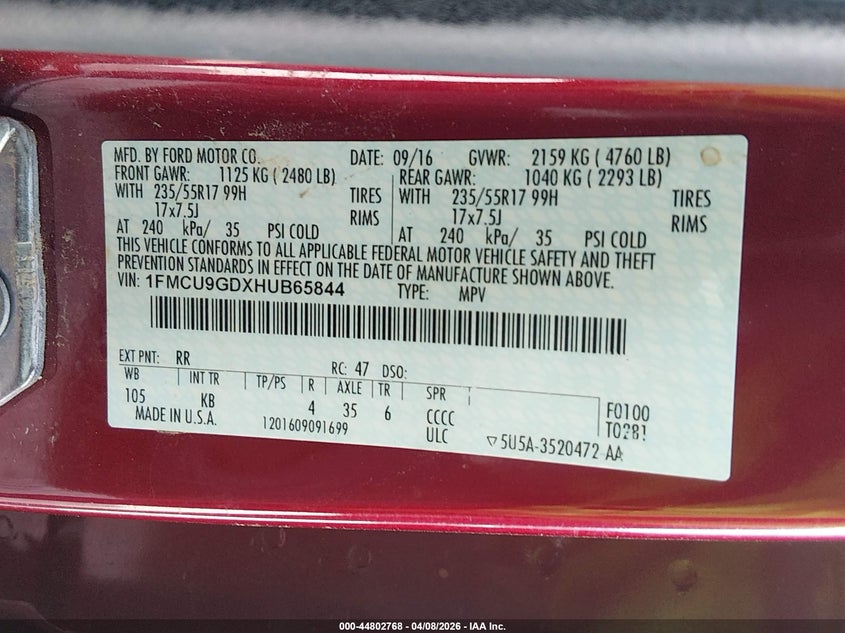 MFD. BY FORD MOTOR CO. DATE: 09/16 GVWR: 2159 KG ( 4760 LB)
FRONT GAWR: 1125 KG ( 2480 LB) REAR GAWR: 1040 KG ( 2293 LB)
WITH 235/55R17 99H TIRES WITH 235/55R17 99H TIRES
17x7.5J RIMS 17x7.5J RIMS
AT 240 kPa/ 35 PSI COLD AT 240 kPa/ 35 PSI COLD
THIS VEHICLE CONFORMS TO ALL APPLICABLE FEDERAL MOTOR VEHICLE SAFETY AND THEFT
PREVENTION STANDARDS IN EFFECT ON THE DATE OF MANUFACTURE SHOWN ABOVE.
VIN: 1FMCU9GDXHUB65844 TYPE: MPV
EXT PNT: RR RC: 47 DSO:
WB INT TR TP/PS R AXLE TR SPR
105 KB 4 35 6 CCCC F0100
MADE IN U.S.A. 1201609091699 ULC T0281
5U5A-3520472 AA
000-44802768 - 04/08/2026 - IAA Inc.